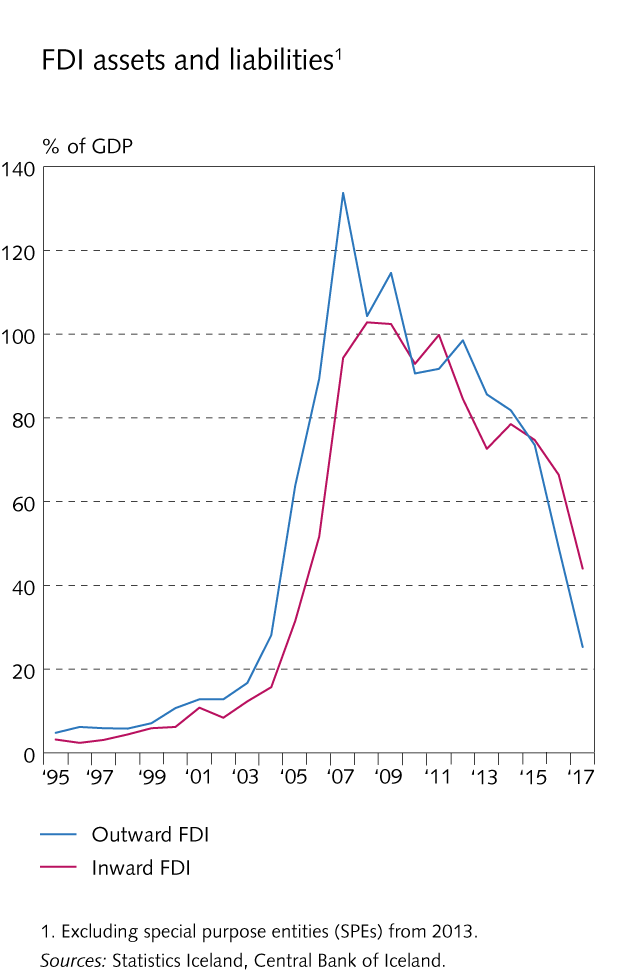 FDI assets and liabilities¹
% of GDP
140
120
100
80
60
40
20
0
‘95 ‘97 ‘99 ‘01 ‘03 ‘05 ‘07 ‘09 ‘11 ‘13 ‘15 ‘17
Outward FDI
Inward FDI
1. Excluding special purpose entities (SPEs) from 2013.
Sources: Statistics Iceland, Central Bank of Iceland.